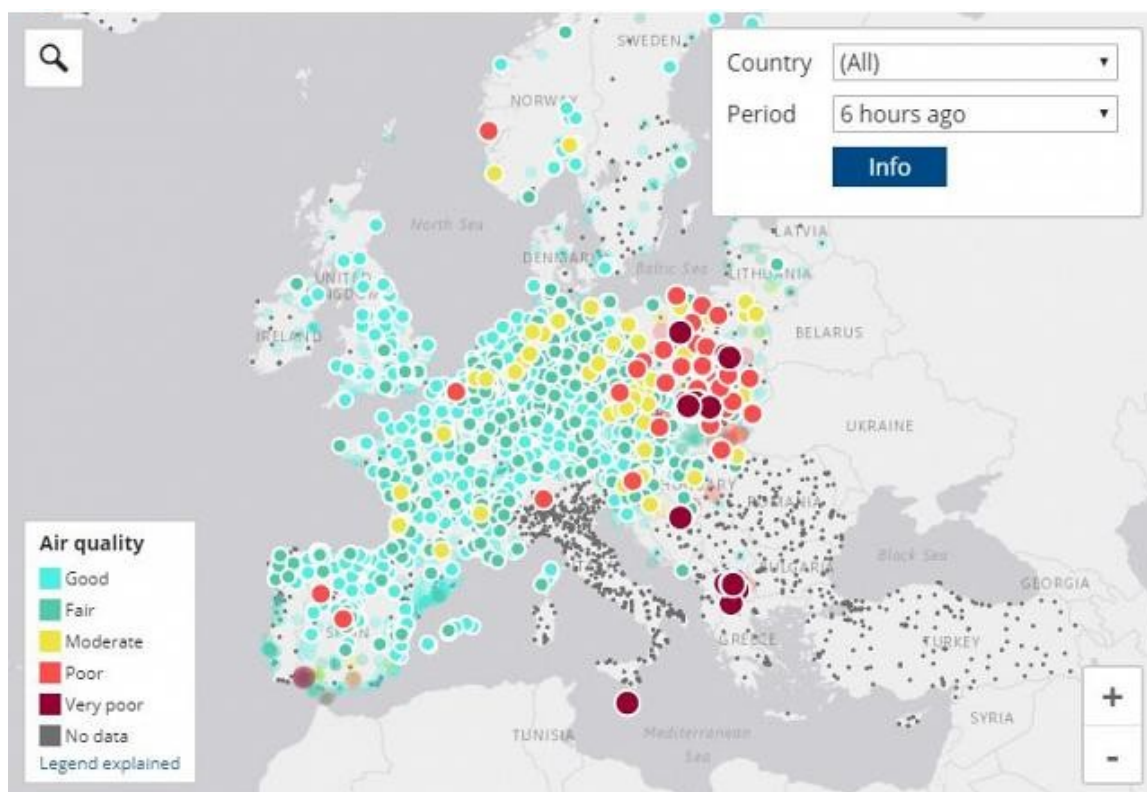 SWEDEN
Country (All)
Period 6 hours ago
Info
NORWAY
North Sea
DENMARK
Baltic Sea
LATVIA
LITHUANIA
UNITED
KINGDOM
IRELAND
BELARUS
UKRAINE
HUNGARY
ROMANIA
Black Sea
BULGARIA
GEORGIA
SPAIN
GREECE
TURKEY
SYRIA
TUNISIA
Mediterranean
Sea
Air quality
Good
Fair
Moderate
Poor
Very poor
No data
Legend explained
+
-